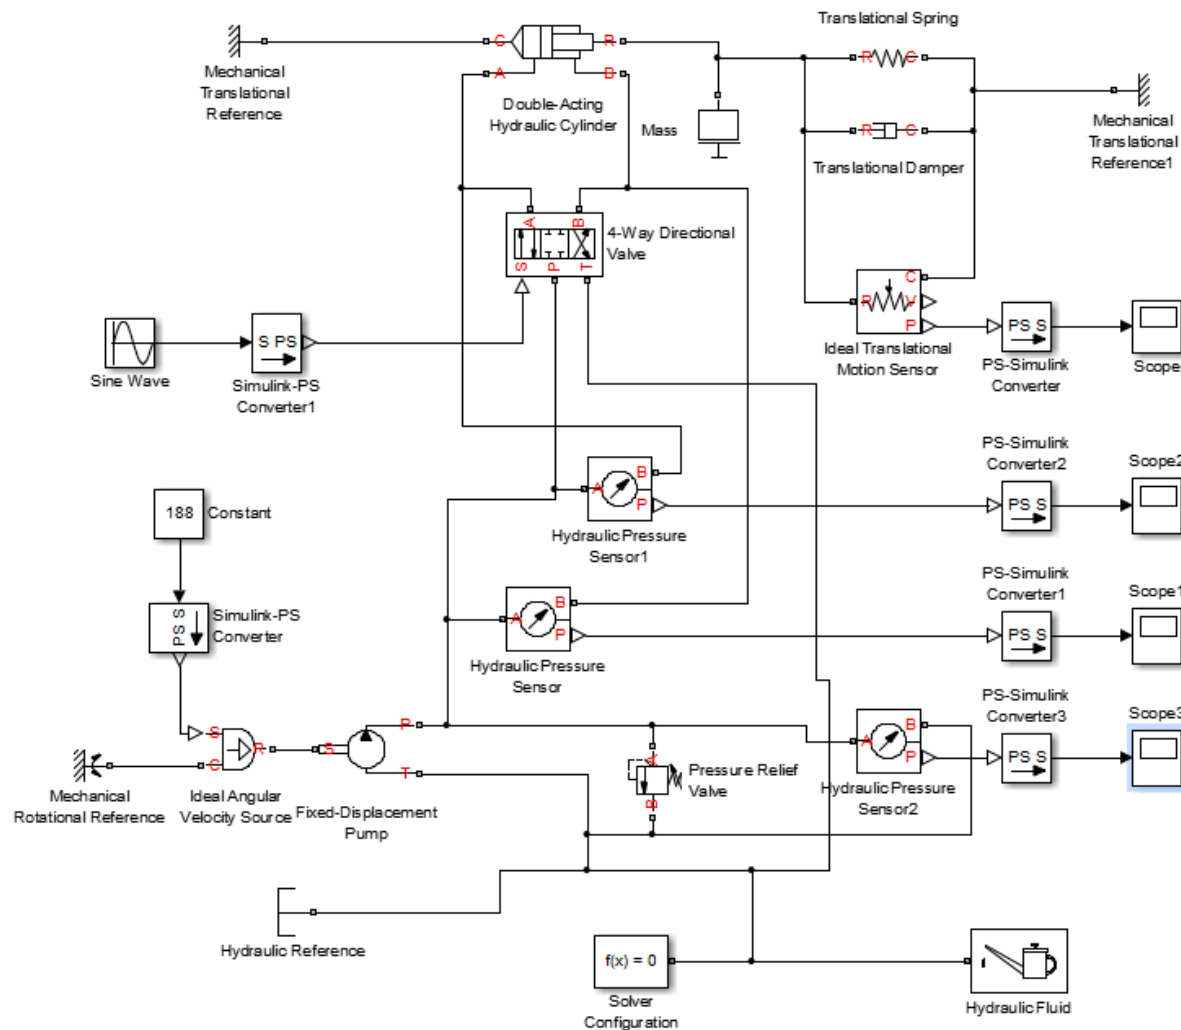 Translational Spring
C
R
R
C
Mechanical
Translational
Reference
A
B
Double-Acting
Hydraulic Cylinder
Mass
Mechanical
Translational
Reference1
R
C
Translational Damper
A
B
S
P
T
4-Way Directional
Valve
C
R
V
P
Ideal Translational
Motion Sensor
Sine Wave
S PS
Simulink-PS
Converter1
PS S
PS-Simulink
Converter
Scope
B
A
P
Hydraulic Pressure
Sensor1
PS-Simulink
Converter2
PS S
Scope2
188
Constant
PS S
Simulink-PS
Converter
B
A
P
Hydraulic Pressure
Sensor
PS-Simulink
Converter1
PS S
Scope1
S
C
R
Mechanical
Rotational Reference
Ideal Angular
Velocity Source
S
P
T
Fixed-Displacement
Pump
A
B
Pressure Relief
Valve
B
A
P
Hydraulic Pressure
Sensor2
PS-Simulink
Converter3
PS S
Scope3
Hydraulic Reference
f(x) = 0
Solver
Configuration
Hydraulic Fluid